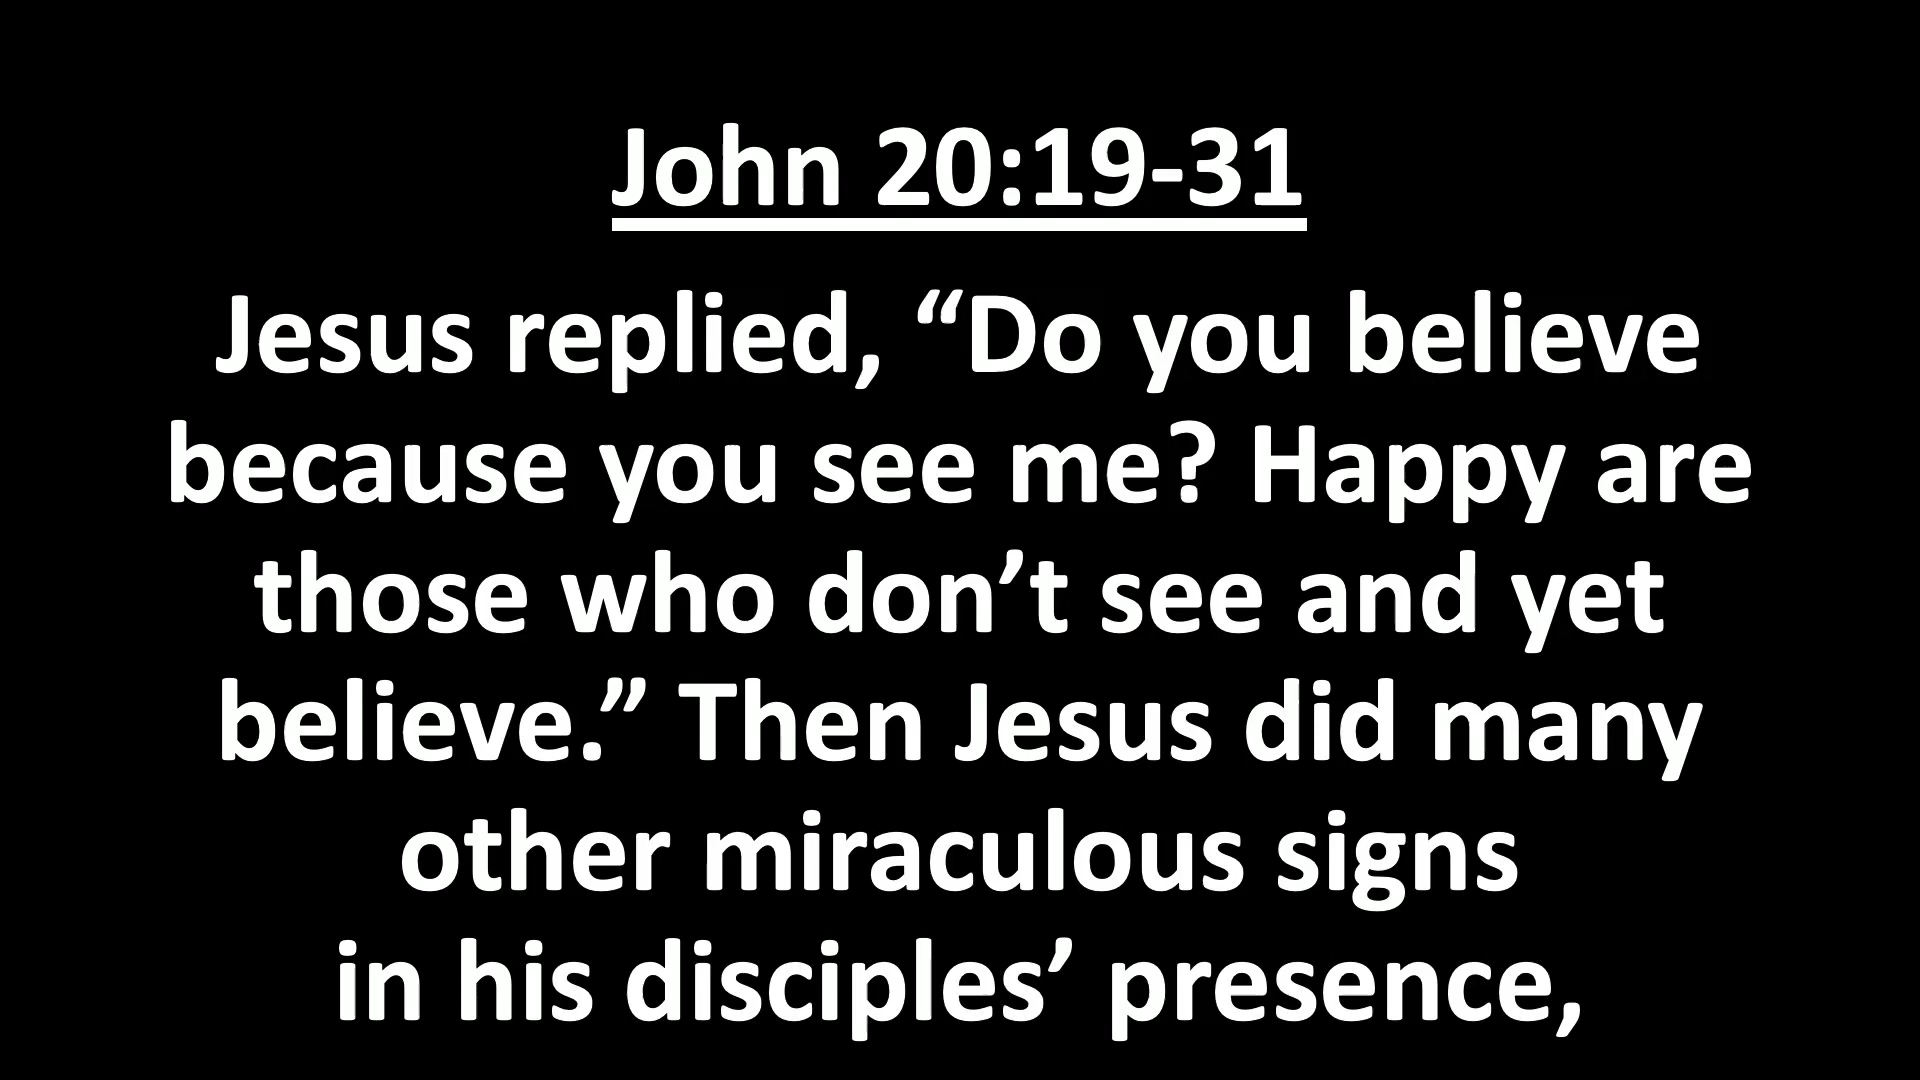 John 20:19-31
Jesus replied, “Do you believe
because you see me? Happy are
those who don’t see and yet
believe.” Then Jesus did many
other miraculous signs
in his disciples’ presence,